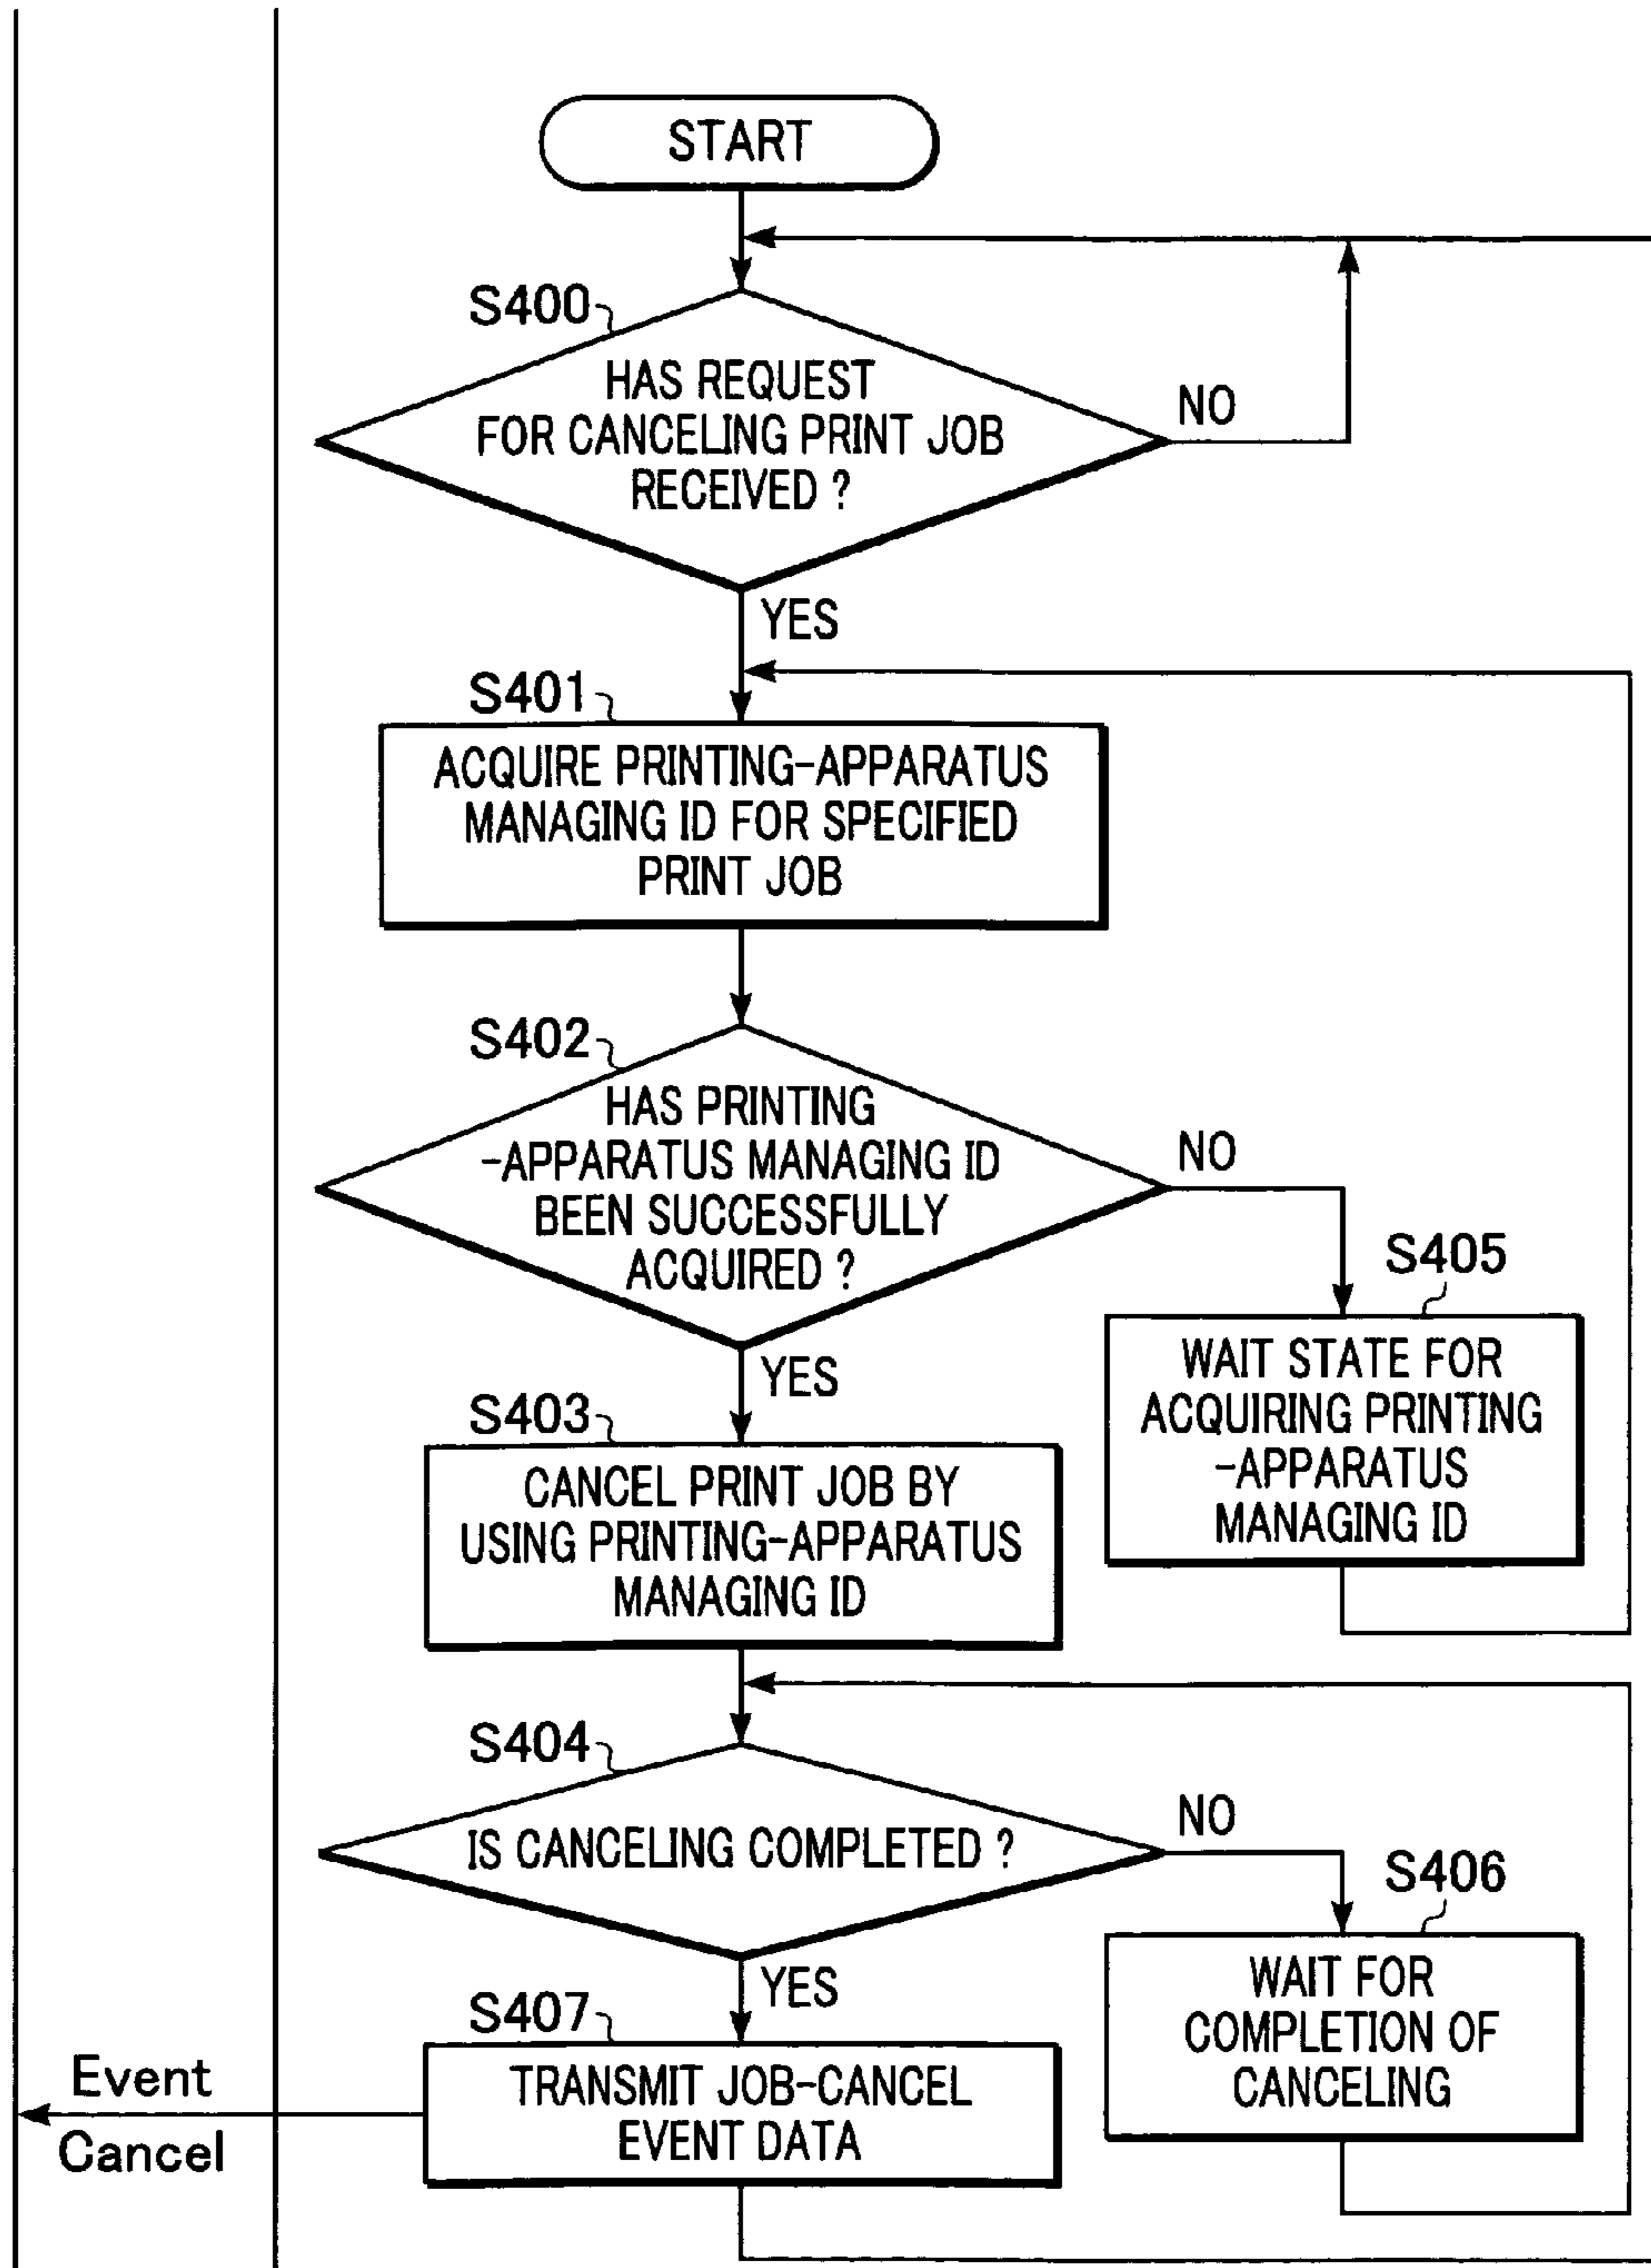 START
S400
HAS REQUEST
FOR CANCELING PRINT JOB
RECEIVED ?
NO
YES
S401
ACQUIRE PRINTING-APPARATUS
MANAGING ID FOR SPECIFIED
PRINT JOB
S402
HAS PRINTING
-APPARATUS MANAGING ID
BEEN SUCCESSFULLY
ACQUIRED ?
NO
S405
WAIT STATE FOR
ACQUIRING PRINTING
-APPARATUS
MANAGING ID
YES
S403
CANCEL PRINT JOB BY
USING PRINTING-APPARATUS
MANAGING ID
S404
IS CANCELING COMPLETED ?
NO
S406
WAIT FOR
COMPLETION OF
CANCELING
YES
S407
TRANSMIT JOB-CANCEL
EVENT DATA
Event
Cancel